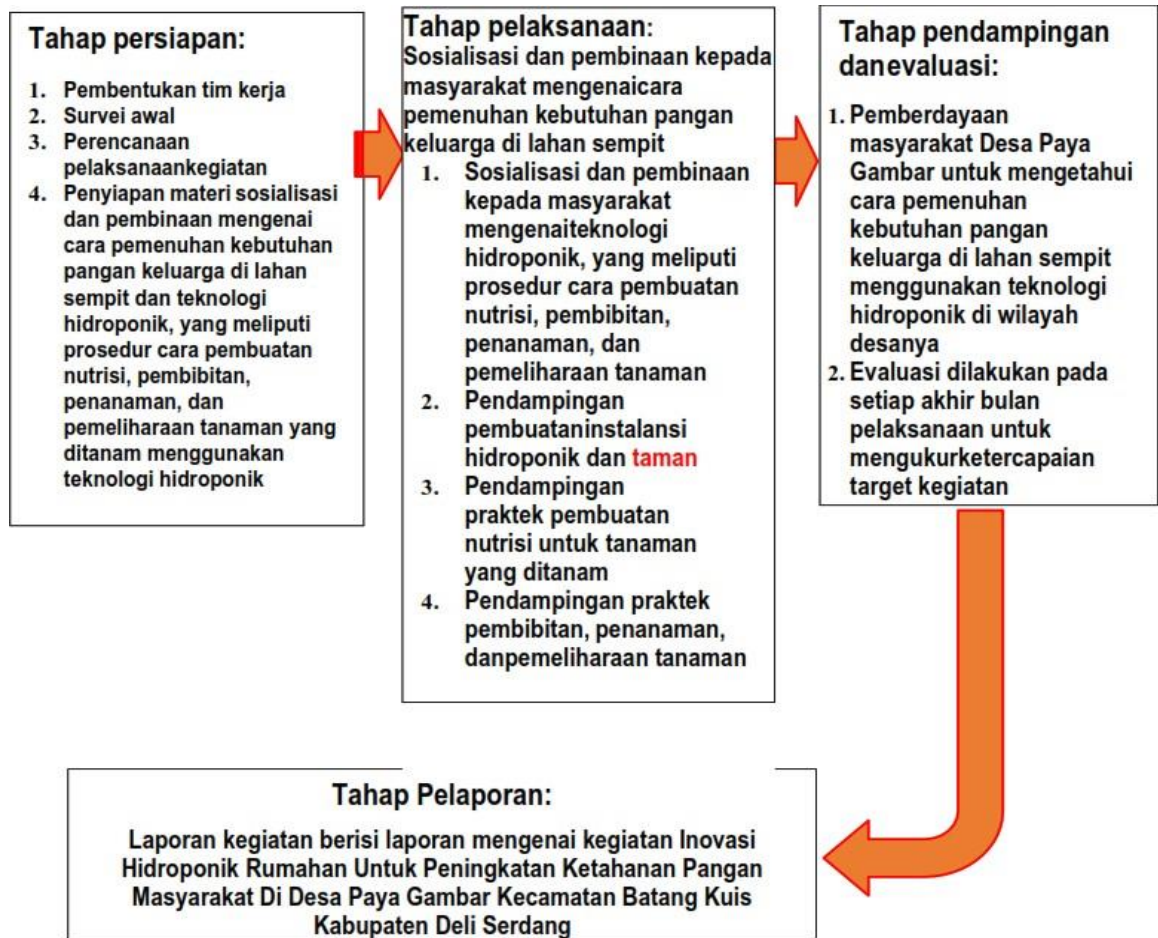 Tahap persiapan:
1. Pembentukan tim kerja
2. Survei awal
3. Perencanaan
pelaksanaankegiatan
4. Penyiapan materi sosialisasi
dan pembinaan mengenai
cara pemenuhan kebutuhan
pangan keluarga di lahan
sempit dan teknologi
hidroponik, yang meliputi
prosedur cara pembuatan
nutrisi, pembibitan,
penanaman, dan
pemeliharaan tanaman yang
ditanam menggunakan
teknologi hidroponik
Tahap pelaksanaan:
Sosialisasi dan pembinaan kepada
masyarakat mengenaicara
pemenuhan kebutuhan pangan
keluarga di lahan sempit
1. Sosialisasi dan pembinaan
kepada masyarakat
mengenaiteknologi
hidroponik, yang meliputi
prosedur cara pembuatan
nutrisi, pembibitan,
penanaman, dan
pemeliharaan tanaman
2. Pendampingan
pembuataninstalansi
hidroponik dan taman
3. Pendampingan
praktek pembuatan
nutrisi untuk tanaman
yang ditanam
4. Pendampingan praktek
pembibitan, penanaman,
danpemeliharaan tanaman
Tahap pendampingan
danevaluasi:
1. Pemberdayaan
masyarakat Desa Paya
Gambar untuk mengetahui
cara pemenuhan
kebutuhan pangan
keluarga di lahan sempit
menggunakan teknologi
hidroponik di wilayah
desanya
2. Evaluasi dilakukan pada
setiap akhir bulan
pelaksanaan untuk
mengukurketercapaian
target kegiatan
Tahap Pelaporan:
Laporan kegiatan berisi laporan mengenai kegiatan Inovasi
Hidroponik Rumahan Untuk Peningkatan Ketahanan Pangan
Masyarakat Di Desa Paya Gambar Kecamatan Batang Kuis
Kabupaten Deli Serdang